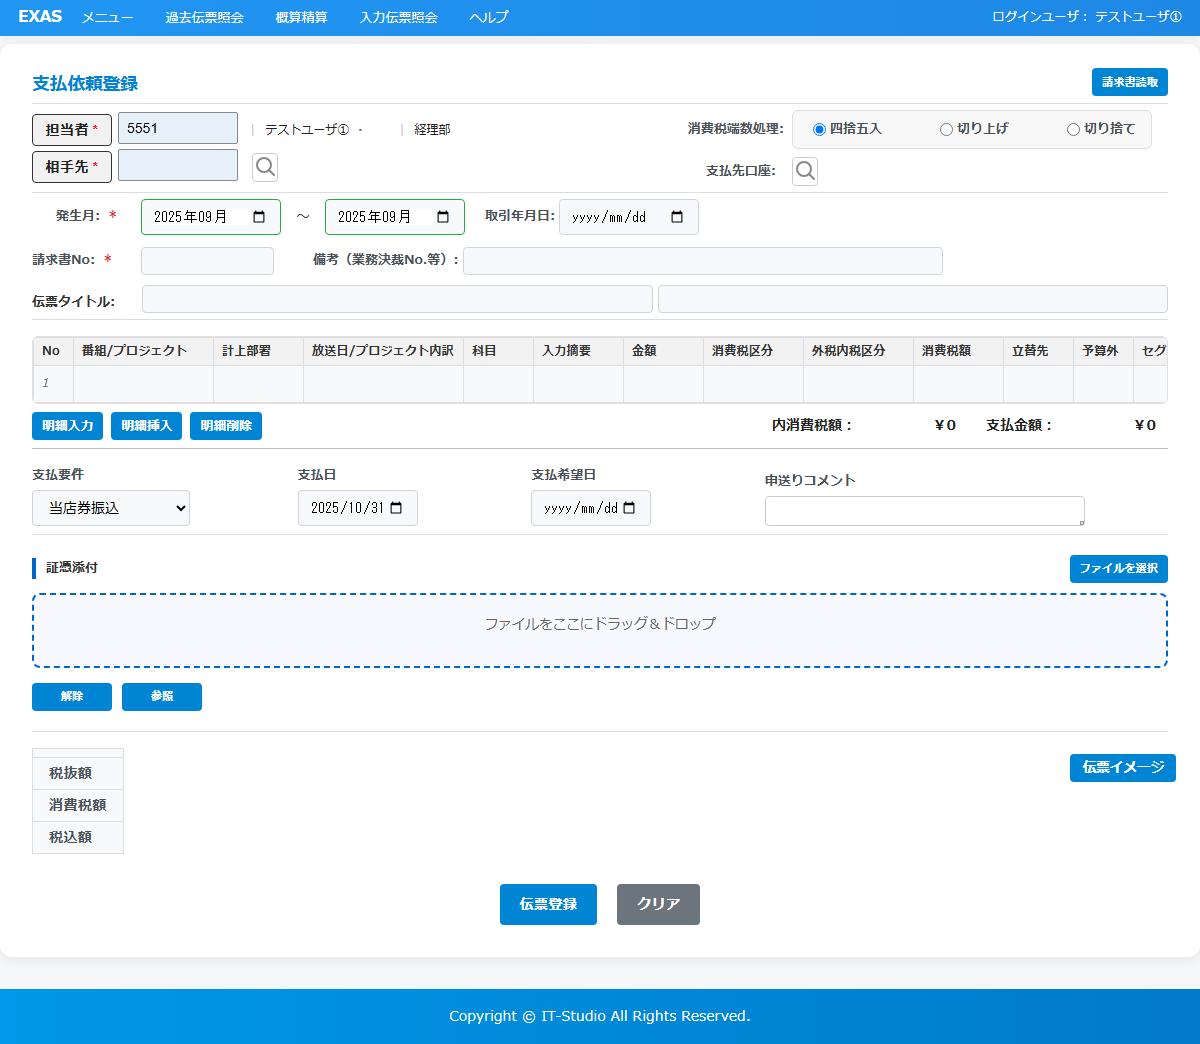 EXAS メニュー 過去伝票照会 概算精算 入力伝票照会 ヘルプ ログインユーザ： テストユーザ①
支払依頼登録 請求書読取
担当者* 5551 | テストユーザ①・ | 経理部 消費税端数処理: 四捨五入 切り上げ 切り捨て
相手先* 支払先口座:
発生月: * 2025年09月 ～ 2025年09月 取引年月日: yyyy/mm/dd
請求書No: * 備考（業務決裁No.等）:
伝票タイトル:
No 番組/プロジェクト 計上部署 放送日/プロジェクト内訳 科目 入力摘要 金額 消費税区分 外税内税区分 消費税額 立替先 予算外 セグ
1
明細入力 明細挿入 明細削除 内消費税額： ￥0 支払金額： ￥0
支払要件 支払日 支払希望日 申送りコメント
当店券振込 2025/10/31 yyyy/mm/dd
証憑添付 ファイルを選択
ファイルをここにドラッグ＆ドロップ
解除 参照
税抜額 伝票イメージ
消費税額
税込額
伝票登録 クリア
Copyright © IT-Studio All Rights Reserved.